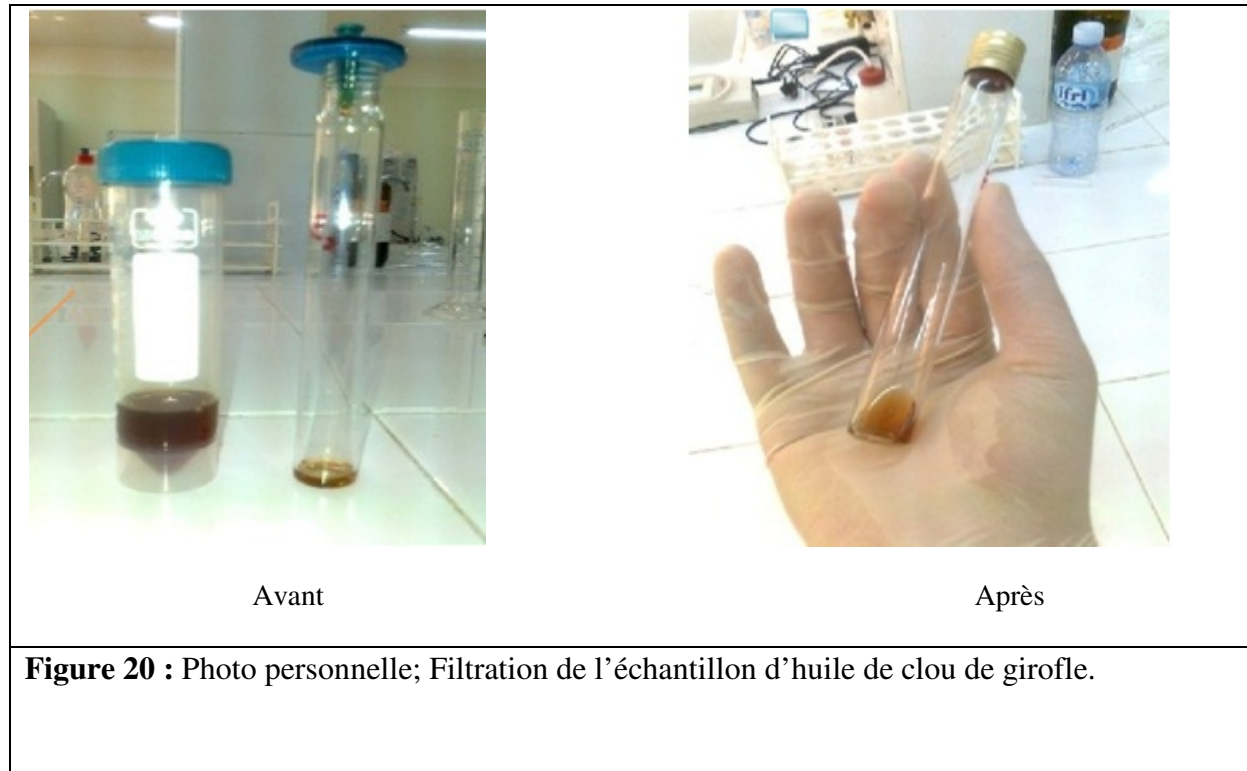 Avant
Après
Figure 20 : Photo personnelle; Filtration de l’échantillon d’huile de clou de girofle.